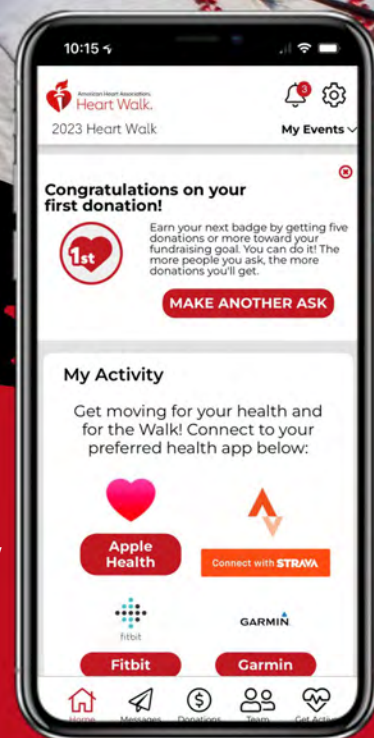 10:15
American Heart Association.
Heart Walk.
3
2023 Heart Walk
My Events
Congratulations on your
first donation!
1st
Earn your next badge by getting five
donations or more toward your
fundraising goal. You can do it! The
more people you ask, the more
donations you'll get.
MAKE ANOTHER ASK
My Activity
Get moving for your health and
for the Walk! Connect to your
preferred health app below:
Apple
Health
Connect with STRAVA
fitbit
GARMIN
Fitbit
Garmin
$
Home Messages Donations Team Get Active